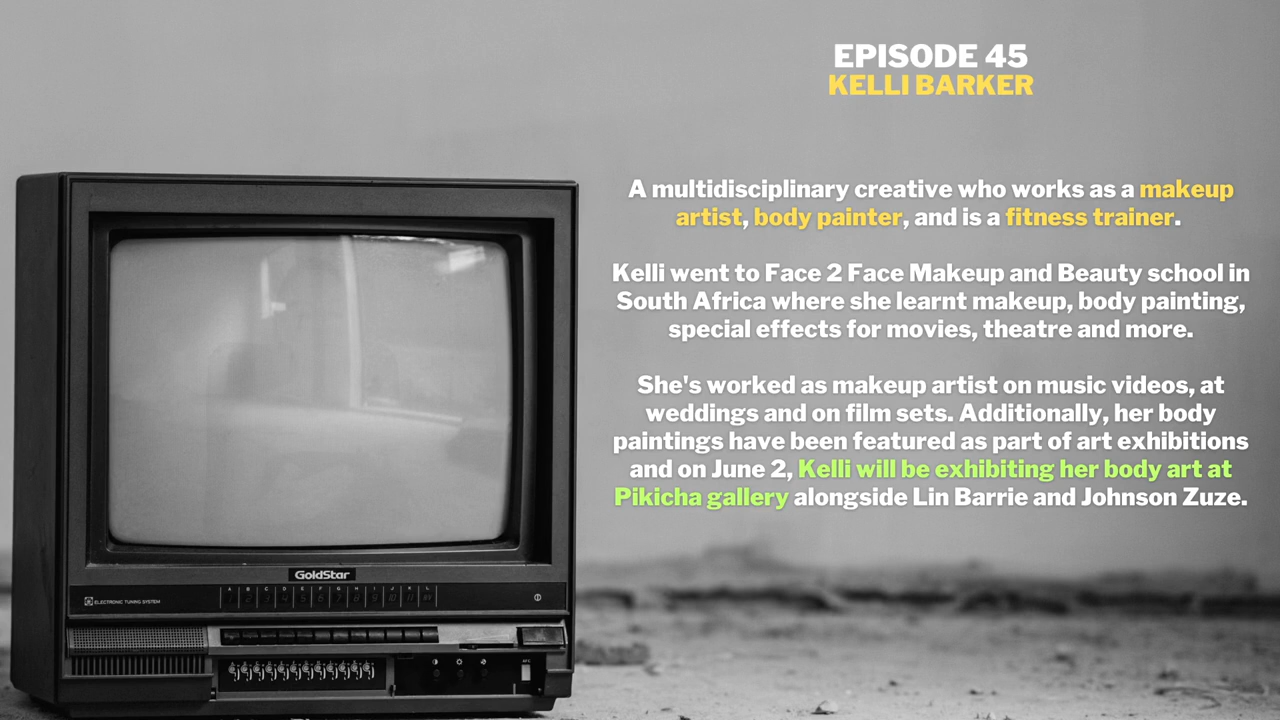 EPISODE 45
KELLI BARKER
A multidisciplinary creative who works as a makeup
artist, body painter, and is a fitness trainer.
Kelli went to Face 2 Face Makeup and Beauty school in
South Africa where she learnt makeup, body painting,
special effects for movies, theatre and more.
She's worked as makeup artist on music videos, at
weddings and on film sets. Additionally, her body
paintings have been featured as part of art exhibitions
and on June 2, Kelli will be exhibiting her body art at
Pikicha gallery alongside Lin Barrie and Johnson Zuze.
GoldStar
A B C D E F G H I J K L
ELECTRONIC TUNING SYSTEM